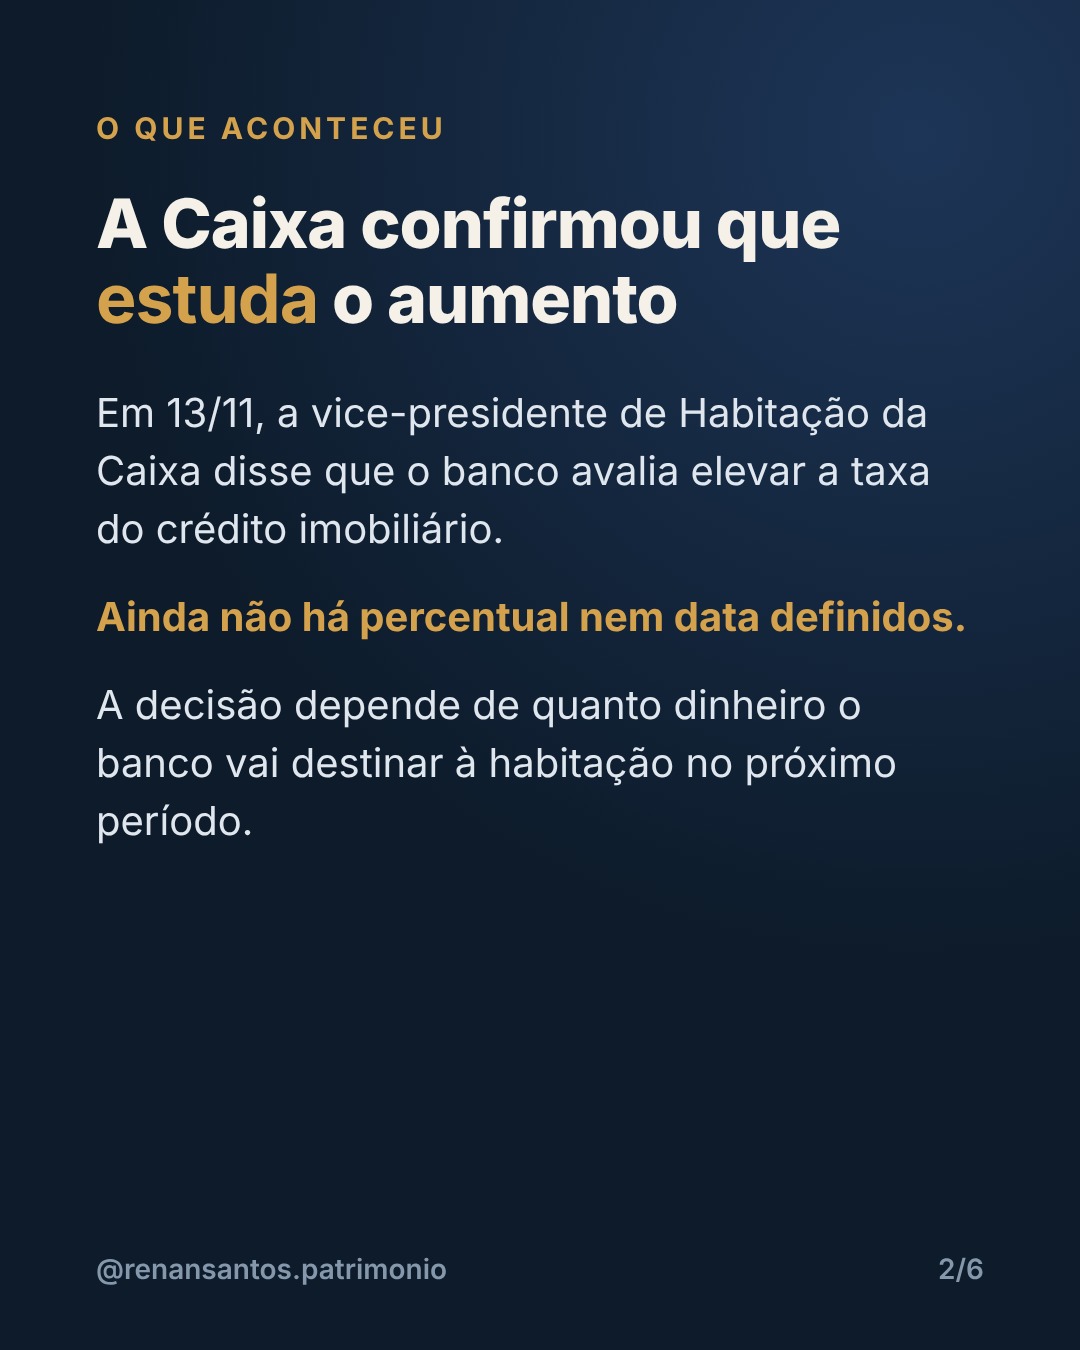 O QUE ACONTECEU
A Caixa confirmou que
estuda o aumento
Em 13/11, a vice-presidente de Habitação da
Caixa disse que o banco avalia elevar a taxa
do crédito imobiliário.
Ainda não há percentual nem data definidos.
A decisão depende de quanto dinheiro o
banco vai destinar à habitação no próximo
período.
@renansantos.patrimonio
2/6